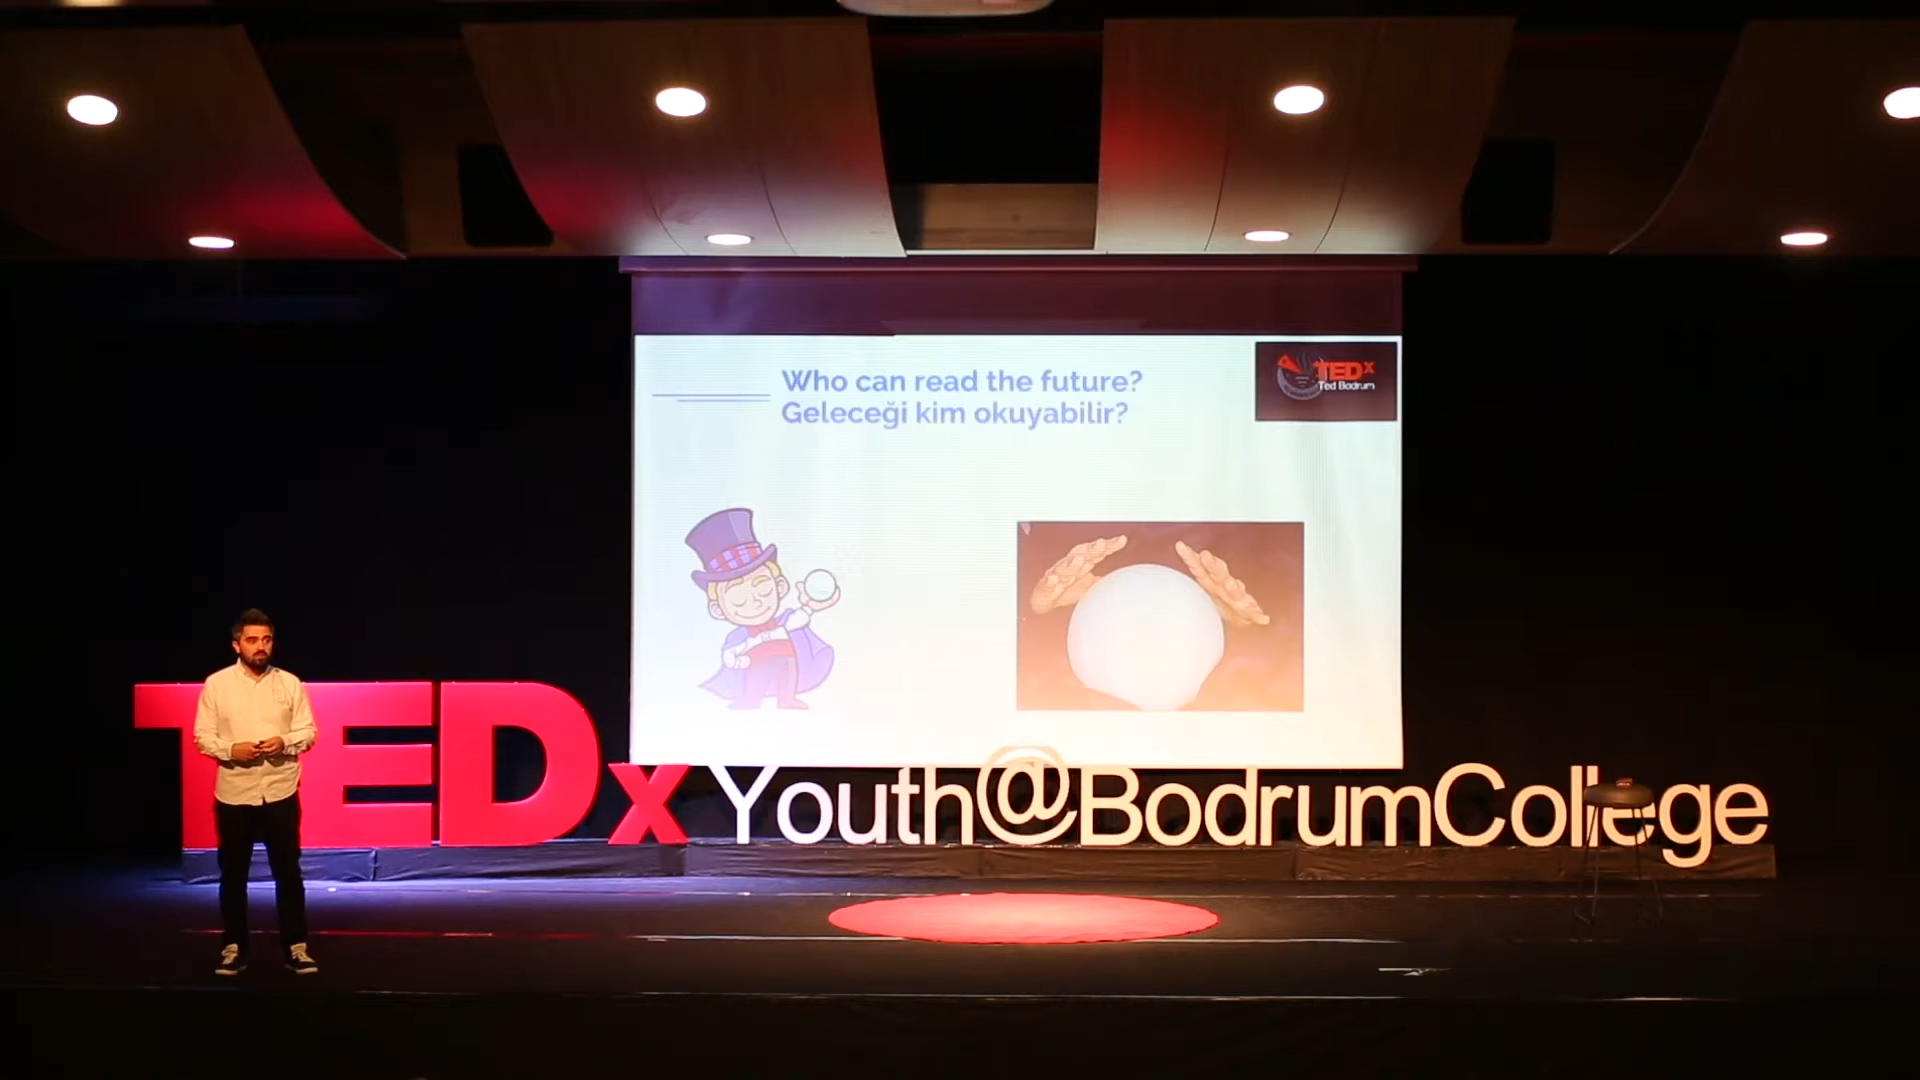 Who can read the future?
Geleceği kim okuyabilir?
TEDx
Ted Bodrum
TEDx Youth@BodrumCollege